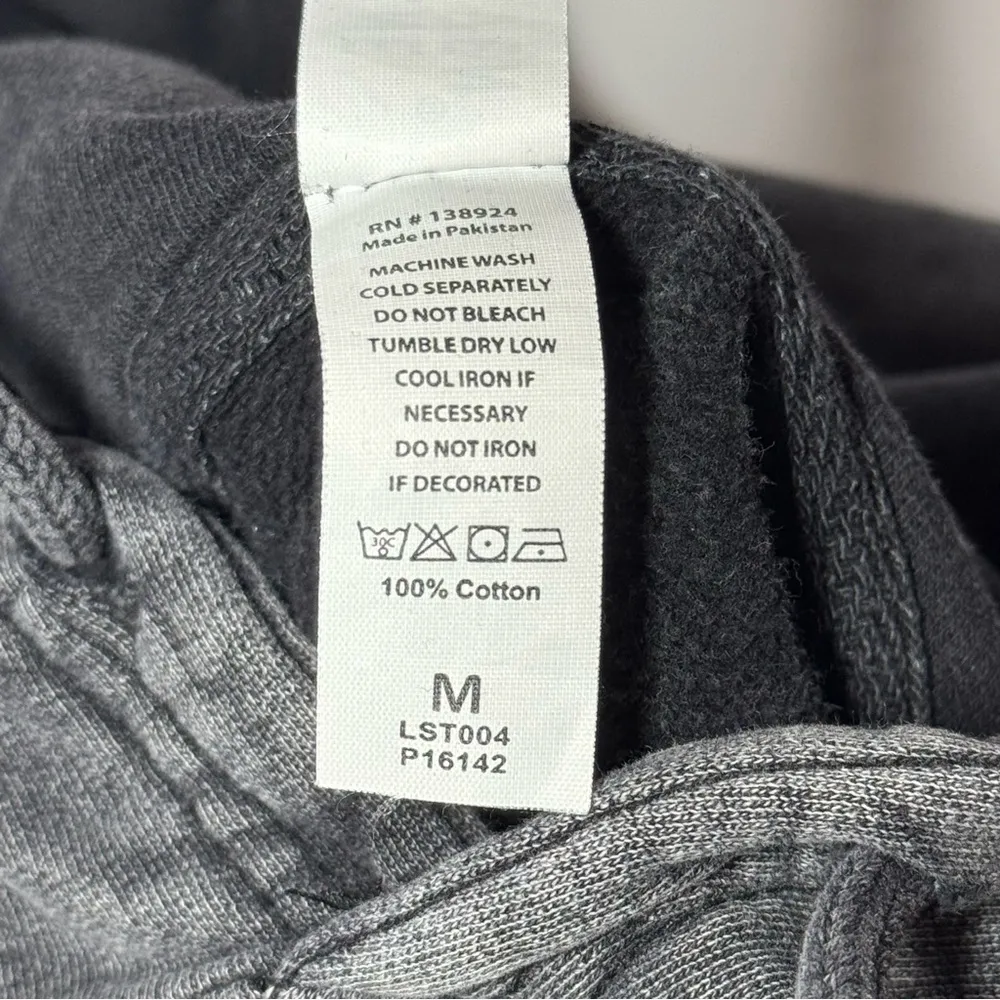 RN # 138924
Made in Pakistan
MACHINE WASH
COLD SEPARATELY
DO NOT BLEACH
TUMBLE DRY LOW
COOL IRON IF
NECESSARY
DO NOT IRON
IF DECORATED
30C
100% Cotton
M
LST004
P16142